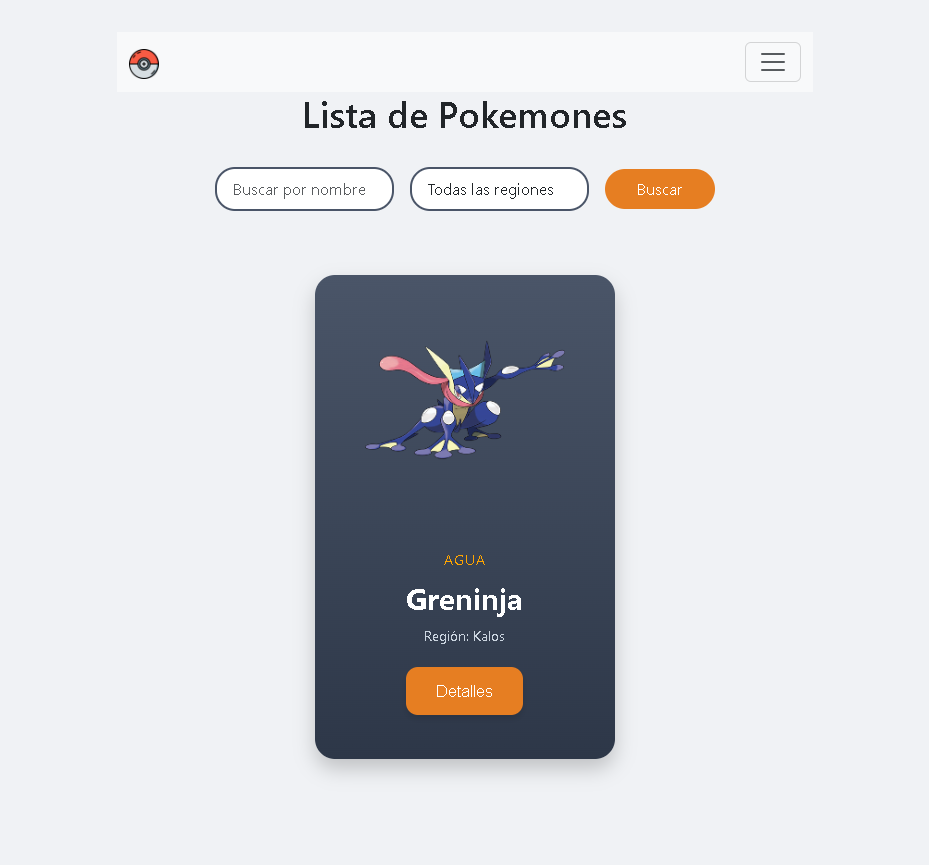 Lista de Pokemones
Buscar por nombre
Todas las regiones
Buscar
AGUA
Greninja
Región: Kalos
Detalles